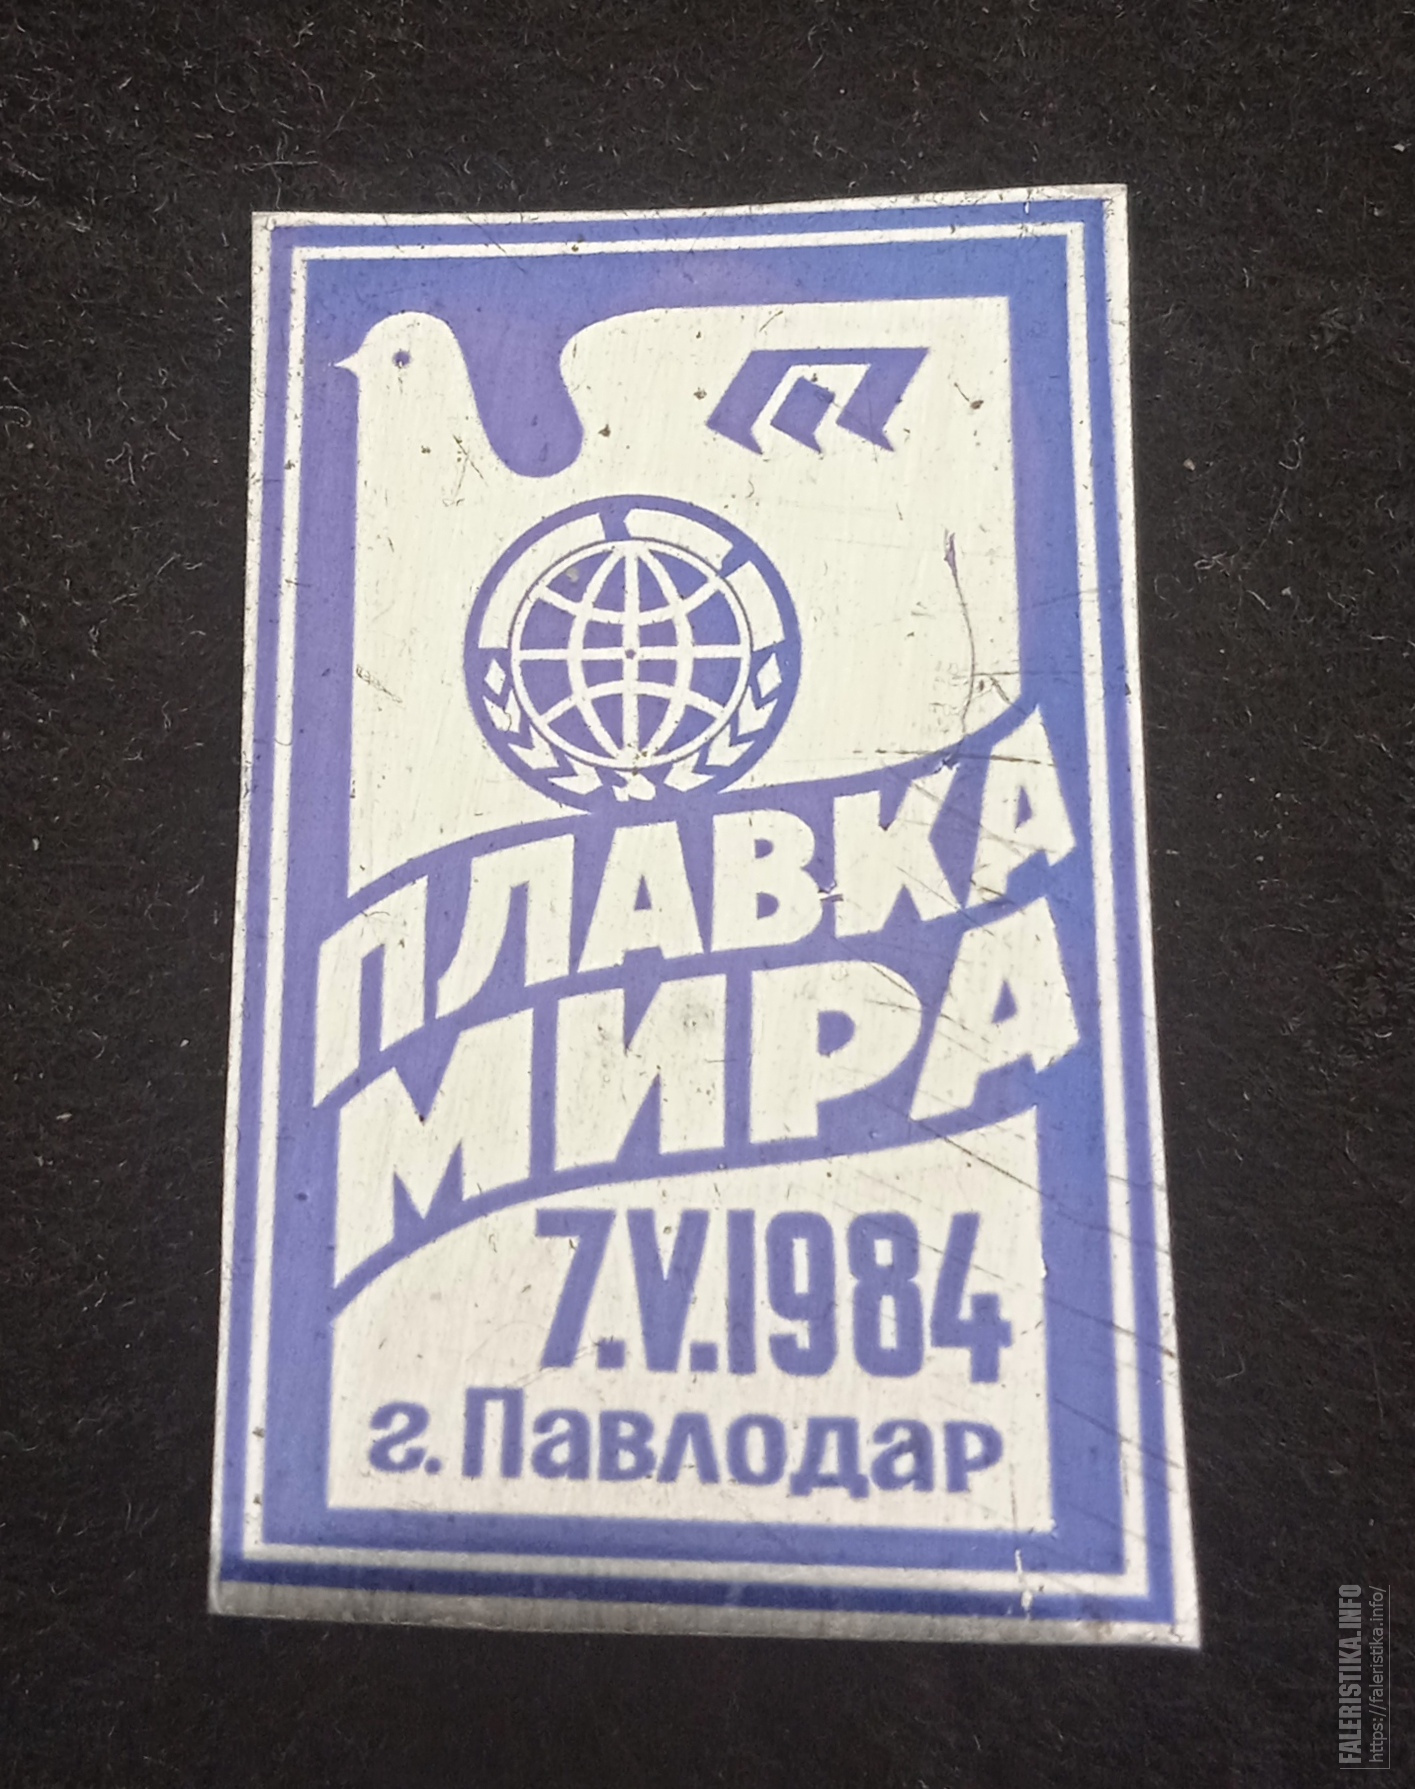 ПЛАВКА
МИРА
7.V.1984
г. Павлодар
FALERISTIKA.INFO
https://faleristika.info/